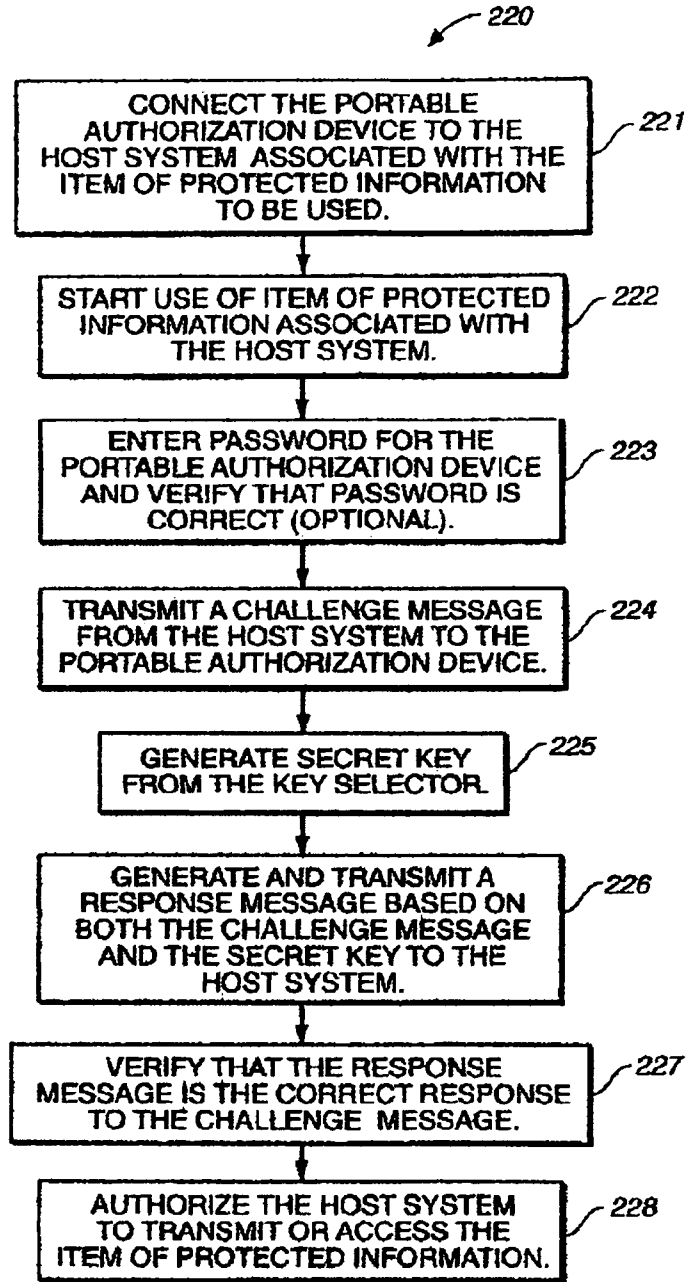 220
CONNECT THE PORTABLE
AUTHORIZATION DEVICE TO THE
HOST SYSTEM ASSOCIATED WITH THE
ITEM OF PROTECTED INFORMATION
TO BE USED.
221
START USE OF ITEM OF PROTECTED
INFORMATION ASSOCIATED WITH
THE HOST SYSTEM.
222
ENTER PASSWORD FOR THE
PORTABLE AUTHORIZATION DEVICE
AND VERIFY THAT PASSWORD IS
CORRECT (OPTIONAL).
223
TRANSMIT A CHALLENGE MESSAGE
FROM THE HOST SYSTEM TO THE
PORTABLE AUTHORIZATION DEVICE.
224
GENERATE SECRET KEY
FROM THE KEY SELECTOR.
225
GENERATE AND TRANSMIT A
RESPONSE MESSAGE BASED ON
BOTH THE CHALLENGE MESSAGE
AND THE SECRET KEY TO THE
HOST SYSTEM.
226
VERIFY THAT THE RESPONSE
MESSAGE IS THE CORRECT RESPONSE
TO THE CHALLENGE MESSAGE.
227
AUTHORIZE THE HOST SYSTEM
TO TRANSMIT OR ACCESS THE
ITEM OF PROTECTED INFORMATION.
228